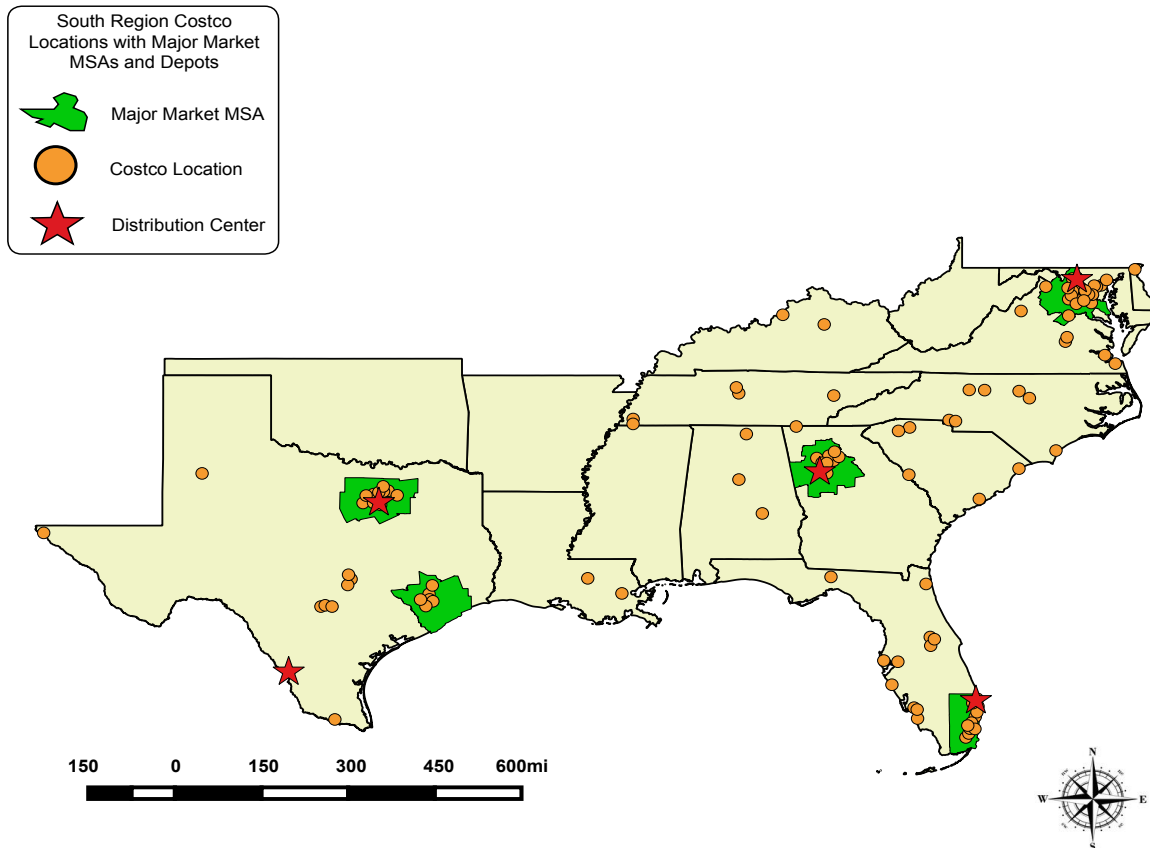 South Region Costco
Locations with Major Market
MSAs and Depots
Major Market MSA
Costco Location
Distribution Center
150 0 150 300 450 600mi
N
W E
S